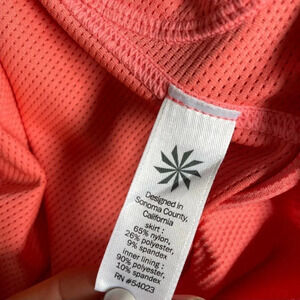 Designed in
Sonoma County,
California
skirt :
65% nylon,
26% polyester,
9% spandex
inner lining :
90% polyester,
10% spandex
RN #54023